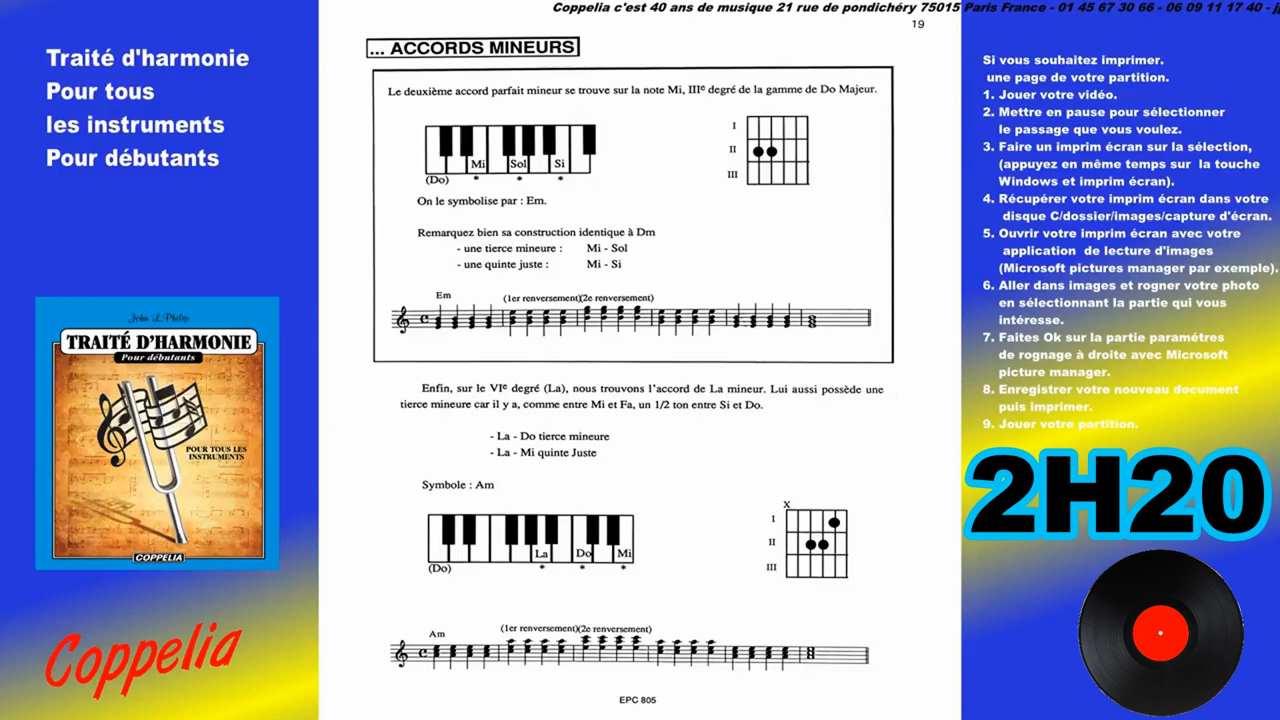 Coppelia c'est 40 ans de musique 21 rue de pondichéry 75015 Paris France - 01 45 67 30 66 - 06 09 11 17 40 -
19
Traité d'harmonie
Pour tous
les instruments
Pour débutants
John L. Philip
TRAITÉ D'HARMONIE
Pour débutants
POUR TOUS LES
INSTRUMENTS
COPPELIA
Coppelia
... ACCORDS MINEURS
Le deuxième accord parfait mineur se trouve sur la note Mi, IIIe degré de la gamme de Do Majeur.
Mi Sol Si
(Do) * * *
I
II
III
On le symbolise par : Em.
Remarquez bien sa construction identique à Dm
- une tierce mineure : Mi - Sol
- une quinte juste : Mi - Si
Em (1er renversement)(2e renversement)
Enfin, sur le VIe degré (La), nous trouvons l'accord de La mineur. Lui aussi possède une
tierce mineure car il y a, comme entre Mi et Fa, un 1/2 ton entre Si et Do.
- La - Do tierce mineure
- La - Mi quinte Juste
Symbole : Am
La Do Mi
(Do) * * *
X
I
II
III
Am (1er renversement)(2e renversement)
EPC 805
Si vous souhaitez imprimer.
une page de votre partition.
1. Jouer votre vidéo.
2. Mettre en pause pour sélectionner
le passage que vous voulez.
3. Faire un imprim écran sur la sélection,
(appuyez en même temps sur la touche
Windows et imprim écran).
4. Récupérer votre imprim écran dans votre
disque C/dossier/images/capture d'écran.
5. Ouvrir votre imprim écran avec votre
application de lecture d'images
(Microsoft pictures manager par exemple).
6. Aller dans images et rogner votre photo
en sélectionnant la partie qui vous
intéresse.
7. Faites Ok sur la partie paramétres
de rognage à droite avec Microsoft
picture manager.
8. Enregistrer votre nouveau document
puis imprimer.
9. Jouer votre partition.
2H20